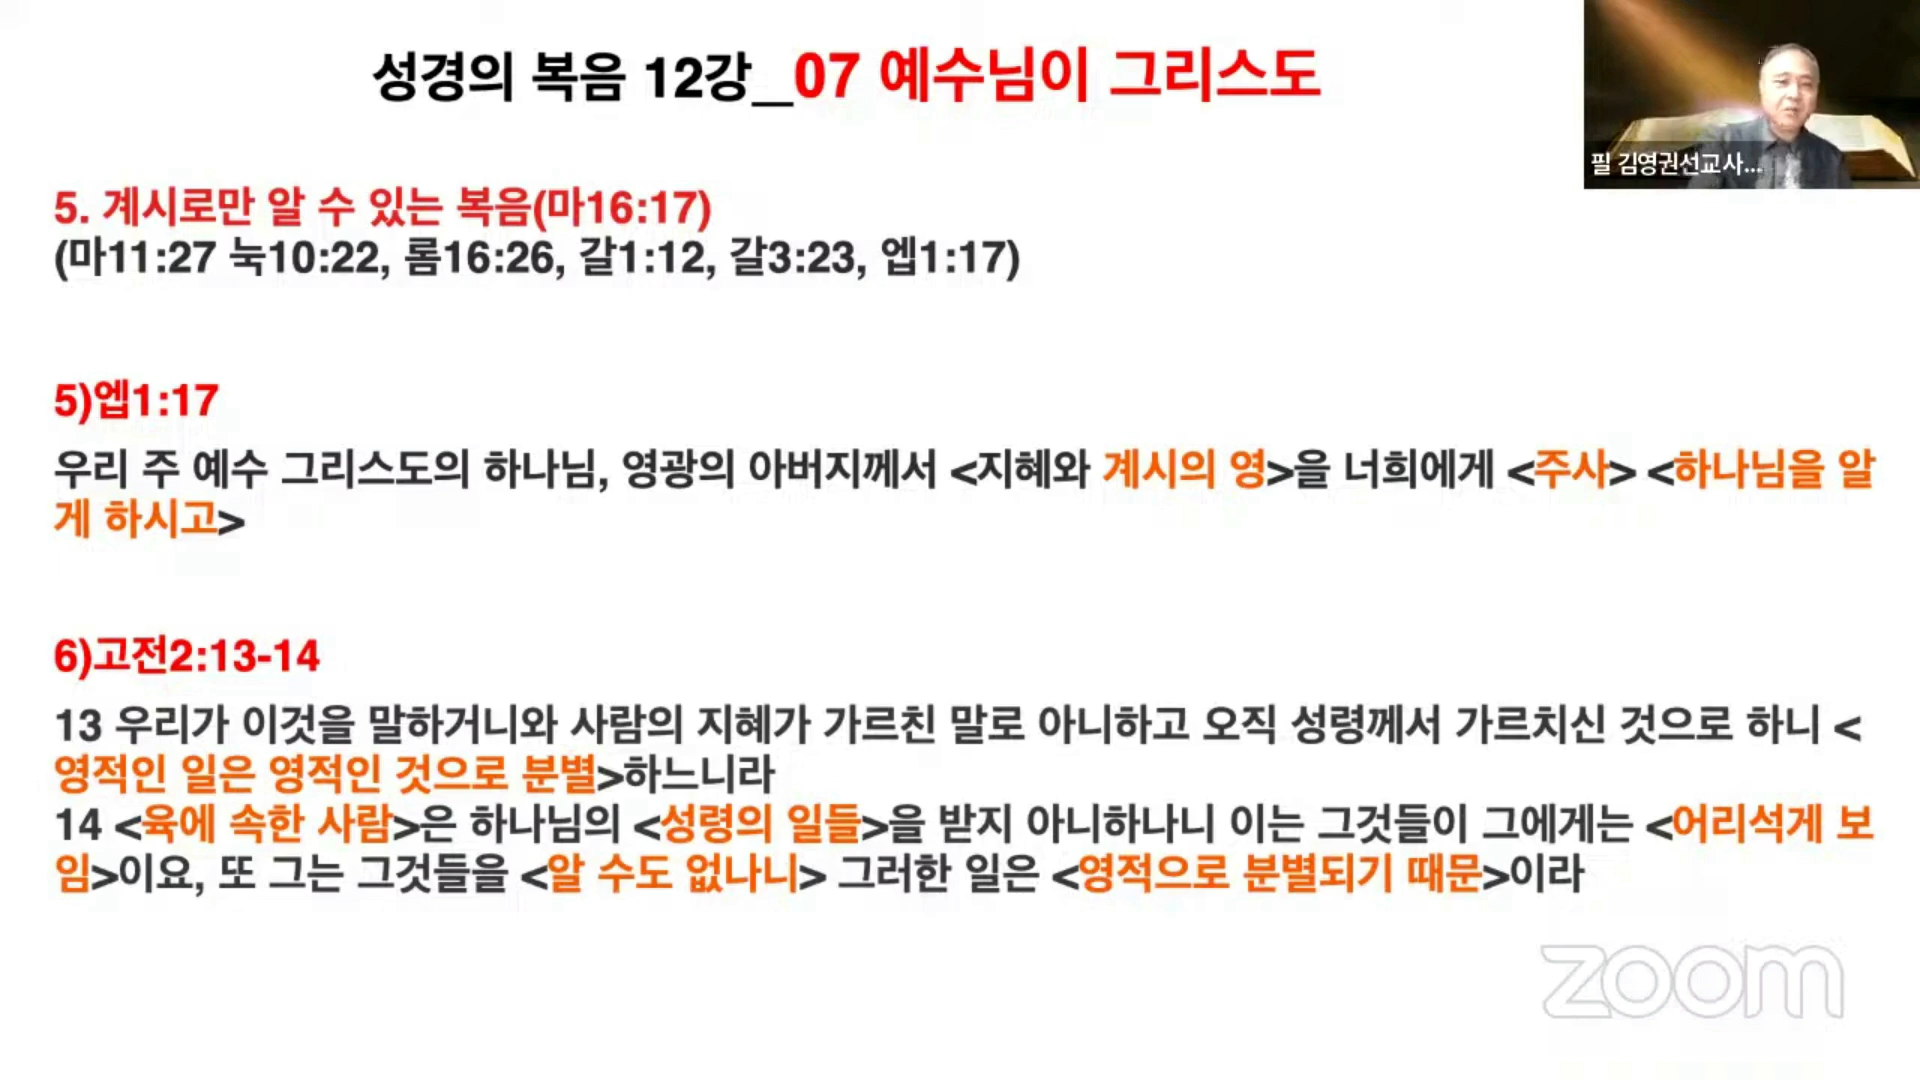 성경의 복음 12강_07 예수님이 그리스도
필 김영권선교사...
5. 계시로만 알 수 있는 복음(마16:17)
(마11:27 눅10:22, 롬16:26, 갈1:12, 갈3:23, 엡1:17)
5)엡1:17
우리 주 예수 그리스도의 하나님, 영광의 아버지께서 <지혜와 계시의 영>을 너희에게 <주사> <하나님을 알
게 하시고>
6)고전2:13-14
13 우리가 이것을 말하거니와 사람의 지혜가 가르친 말로 아니하고 오직 성령께서 가르치신 것으로 하니 <
영적인 일은 영적인 것으로 분별>하느니라
14 <육에 속한 사람>은 하나님의 <성령의 일들>을 받지 아니하나니 이는 그것들이 그에게는 <어리석게 보
임>이요, 또 그는 그것들을 <알 수도 없나니> 그러한 일은 <영적으로 분별되기 때문>이라
zoom